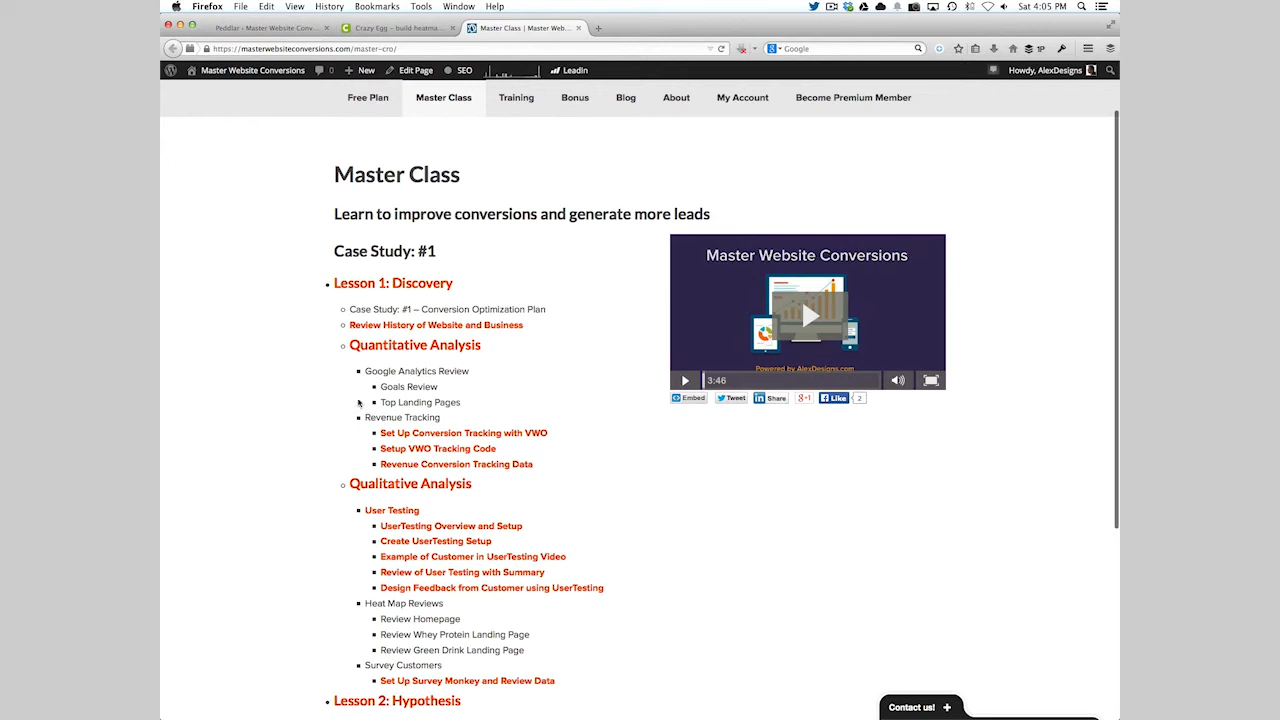 Firefox File Edit View History Bookmarks Tools Window Help Sat 4:05 PM
Peddlar ‹ Master Website Conv... Crazy Egg – build heatma... Master Class | Master Web...
https://masterwebsiteconversions.com/master-cro/ Google 1P
Master Website Conversions 0 New Edit Page SEO LeadIn Howdy, AlexDesigns
Free Plan Master Class Training Bonus Blog About My Account Become Premium Member
Master Class
Learn to improve conversions and generate more leads
Case Study: #1
Lesson 1: Discovery
Case Study: #1 – Conversion Optimization Plan
Review History of Website and Business
Quantitative Analysis
Google Analytics Review
Goals Review
Top Landing Pages
Revenue Tracking
Set Up Conversion Tracking with VWO
Setup VWO Tracking Code
Revenue Conversion Tracking Data
Qualitative Analysis
User Testing
UserTesting Overview and Setup
Create UserTesting Setup
Example of Customer in UserTesting Video
Review of User Testing with Summary
Design Feedback from Customer using UserTesting
Heat Map Reviews
Review Homepage
Review Whey Protein Landing Page
Review Green Drink Landing Page
Survey Customers
Set Up Survey Monkey and Review Data
Lesson 2: Hypothesis
Master Website Conversions
Powered by AlexDesigns.com
3:46
Embed Tweet Share +1 Like 2
Contact us! +